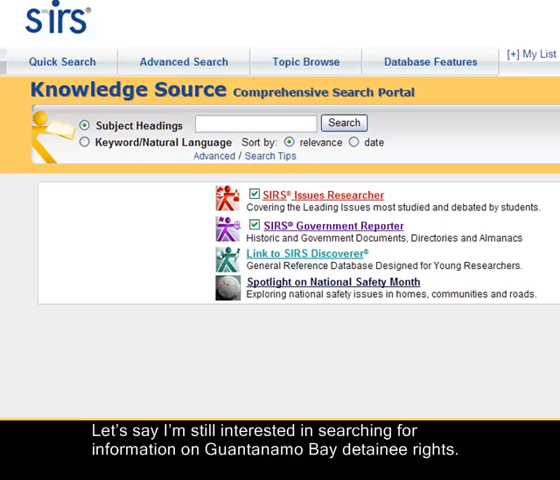 sirs®
Quick Search Advanced Search Topic Browse Database Features [+] My List
Knowledge Source Comprehensive Search Portal
Subject Headings Search
Keyword/Natural Language Sort by: relevance date
Advanced / Search Tips
SIRS® Issues Researcher
Covering the Leading Issues most studied and debated by students.
SIRS® Government Reporter
Historic and Government Documents, Directories and Almanacs
Link to SIRS Discoverer®
General Reference Database Designed for Young Researchers.
Spotlight on National Safety Month
Exploring national safety issues in homes, communities and roads.
Let's say I'm still interested in searching for
information on Guantanamo Bay detainee rights.